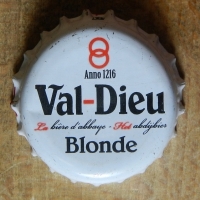 Anno 1216
Val-Dieu
La bière d'abbaye - Het abdijbier
Blonde